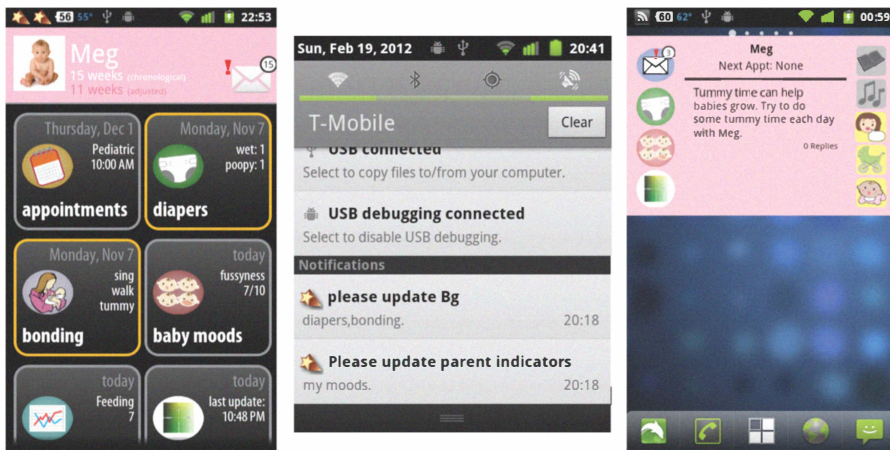 56 55° 22:53
Meg
15 weeks (chronological)
11 weeks (adjusted)
15
Thursday, Dec 1
Pediatric
10:00 AM
appointments
Monday, Nov 7
wet: 1
poopy: 1
diapers
Monday, Nov 7
sing
walk
tummy
bonding
today
fussyness
7/10
baby moods
today
Feeding
7
today
last update:
10:48 PM
Sun, Feb 19, 2012 20:41
T-Mobile
Clear
USB connected
Select to copy files to/from your computer.
USB debugging connected
Select to disable USB debugging.
Notifications
please update Bg
diapers,bonding. 20:18
Please update parent indicators
my moods. 20:18
60 62° 00:59
3
Meg
Next Appt: None
Tummy time can help
babies grow. Try to do
some tummy time each day
with Meg.
0 Replies